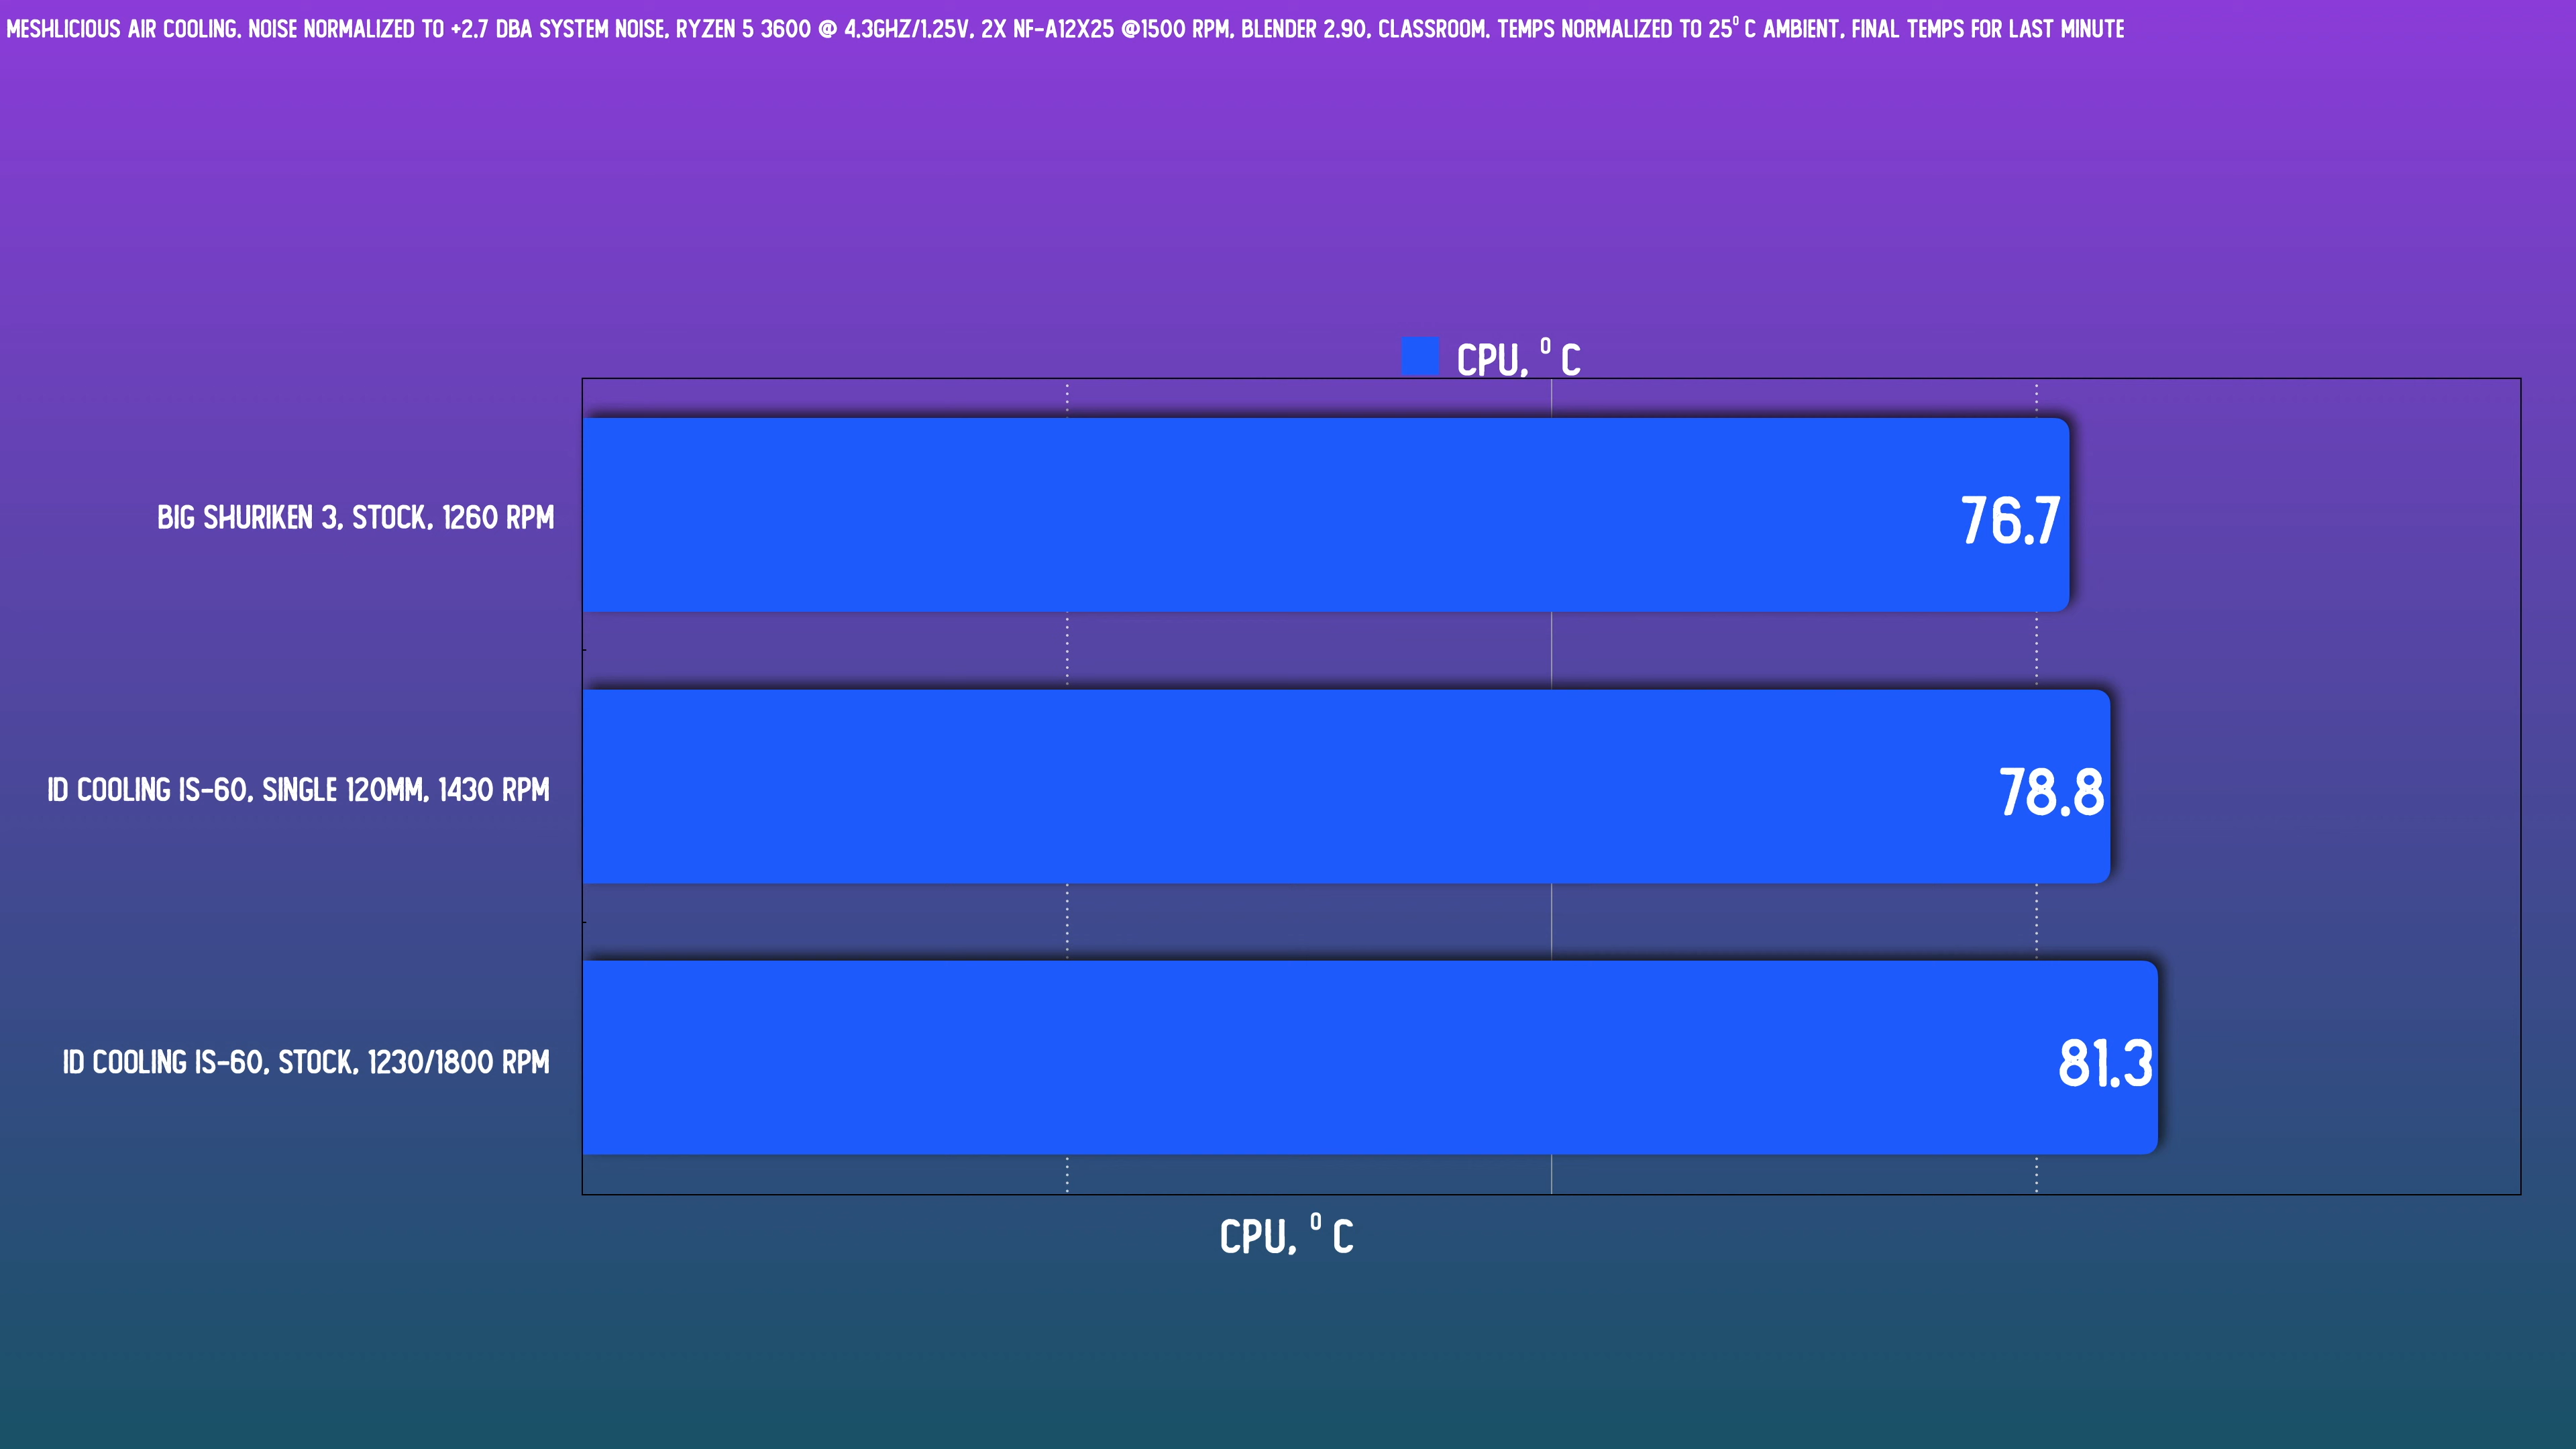 MESHLICIOUS AIR COOLING. NOISE NORMALIZED TO +2.7 DBA SYSTEM NOISE, RYZEN 5 3600 @ 4.3GHZ/1.25V, 2X NF-A12X25 @1500 RPM, BLENDER 2.90, CLASSROOM. TEMPS NORMALIZED TO 25° C AMBIENT, FINAL TEMPS FOR LAST MINUTE
CPU, ° C
BIG SHURIKEN 3, STOCK, 1260 RPM 76.7
ID COOLING IS-60, SINGLE 120MM, 1430 RPM 78.8
ID COOLING IS-60, STOCK, 1230/1800 RPM 81.3
CPU, ° C